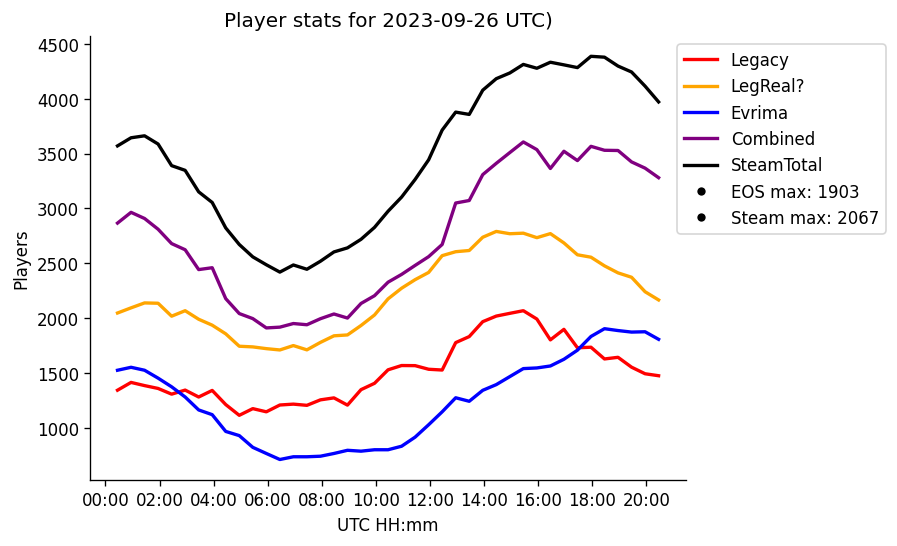 Player stats for 2023-09-26 UTC)
4500
4000
3500
3000
2500
2000
1500
1000
Players
00:00 02:00 04:00 06:00 08:00 10:00 12:00 14:00 16:00 18:00 20:00
UTC HH:mm
Legacy
LegReal?
Evrima
Combined
SteamTotal
EOS max: 1903
Steam max: 2067